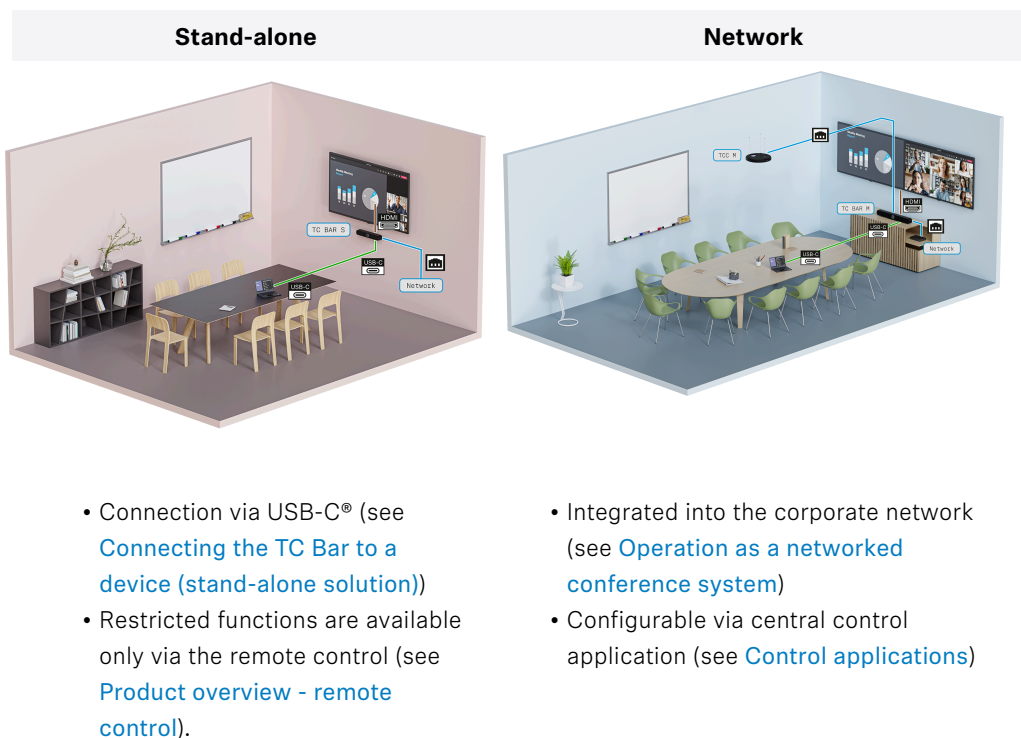 Stand-alone
Network
TCC M
TC BAR S
HDMI
USB-C
USB-C
Network
TC BAR M
HDMI
USB-C
USB-C
Network
• Connection via USB-C® (see
Connecting the TC Bar to a
device (stand-alone solution))
• Restricted functions are available
only via the remote control (see
Product overview - remote
control).
• Integrated into the corporate network
(see Operation as a networked
conference system)
• Configurable via central control
application (see Control applications)